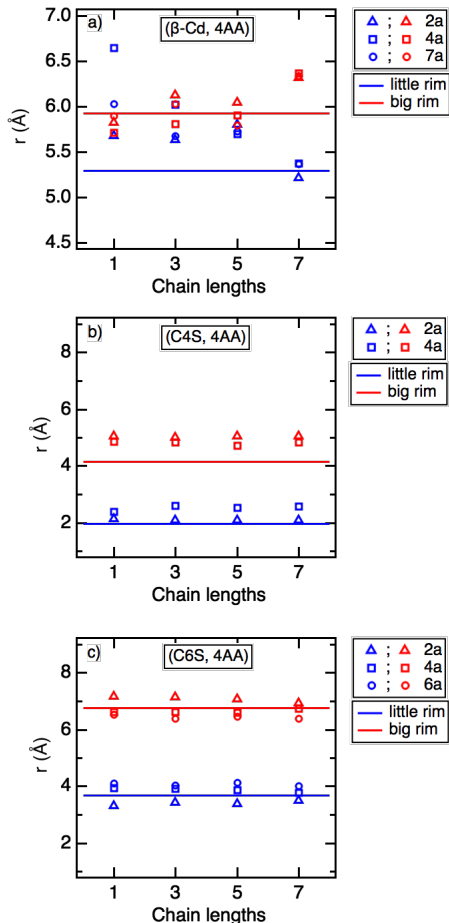 a)
(β-Cd, 4AA)
7.0
6.5
6.0
5.5
5.0
4.5
r (Å)
1 3 5 7
Chain lengths
; 2a
; 4a
; 7a
little rim
big rim
b)
(C4S, 4AA)
8
6
4
2
r (Å)
1 3 5 7
Chain lengths
; 2a
; 4a
little rim
big rim
c)
(C6S, 4AA)
8
6
4
2
r (Å)
1 3 5 7
Chain lengths
; 2a
; 4a
; 6a
little rim
big rim